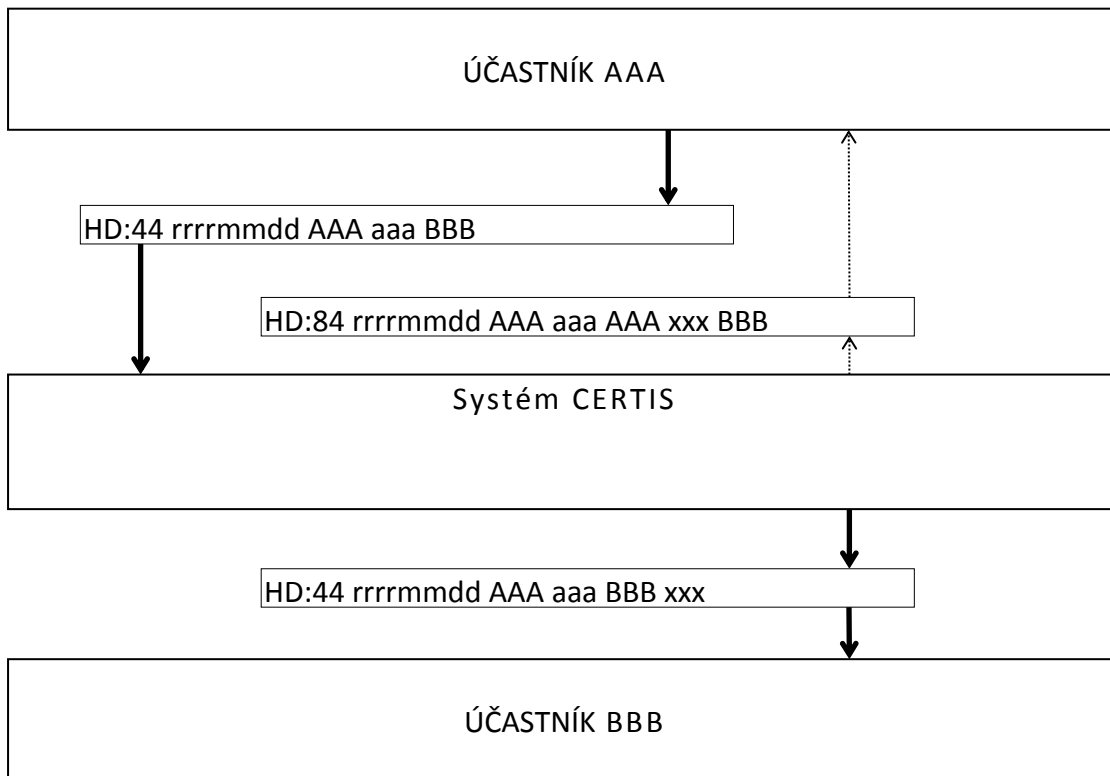 ÚČASTNÍK AAA
HD:44 rrrrmmdd AAA aaa BBB
HD:84 rrrrmmdd AAA aaa AAA xxx BBB
Systém CERTIS
HD:44 rrrrmmdd AAA aaa BBB xxx
ÚČASTNÍK BBB